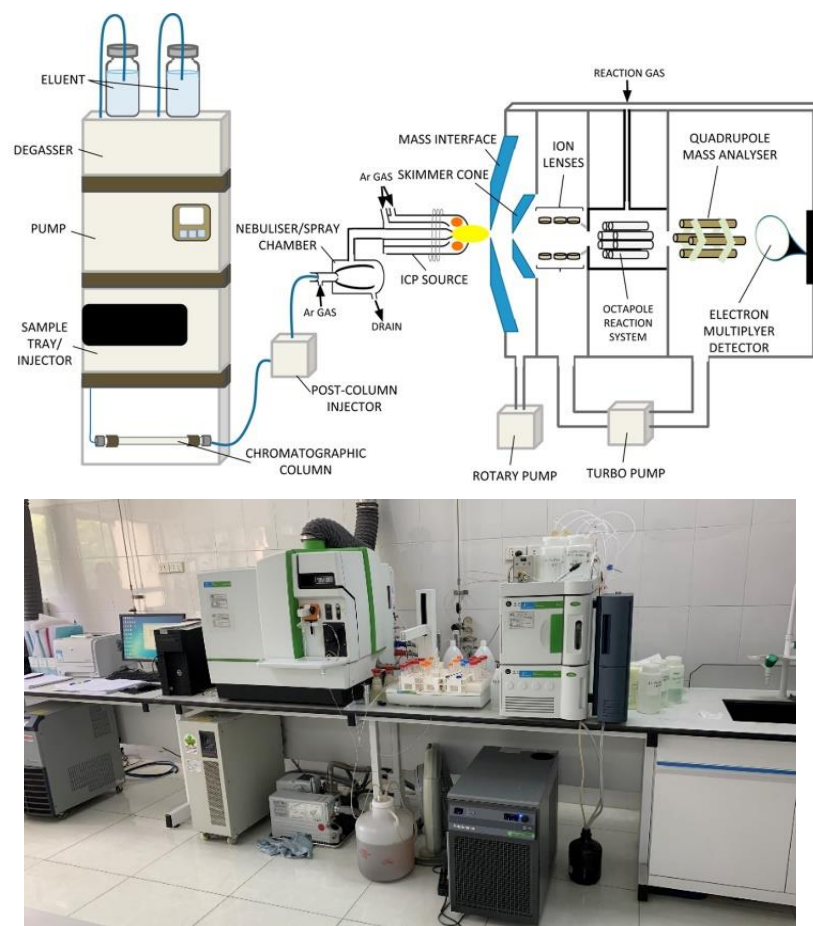 ELUENT
DEGASSER
PUMP
SAMPLE
TRAY/
INJECTOR
CHROMATOGRAPHIC
COLUMN
POST-COLUMN
INJECTOR
NEBULISER/SPRAY
CHAMBER
Ar GAS
DRAIN
Ar GAS
ICP SOURCE
MASS INTERFACE
SKIMMER CONE
ION
LENSES
REACTION GAS
QUADRUPOLE
MASS ANALYSER
OCTAPOLE
REACTION
SYSTEM
ELECTRON
MULTIPLYER
DETECTOR
ROTARY PUMP
TURBO PUMP